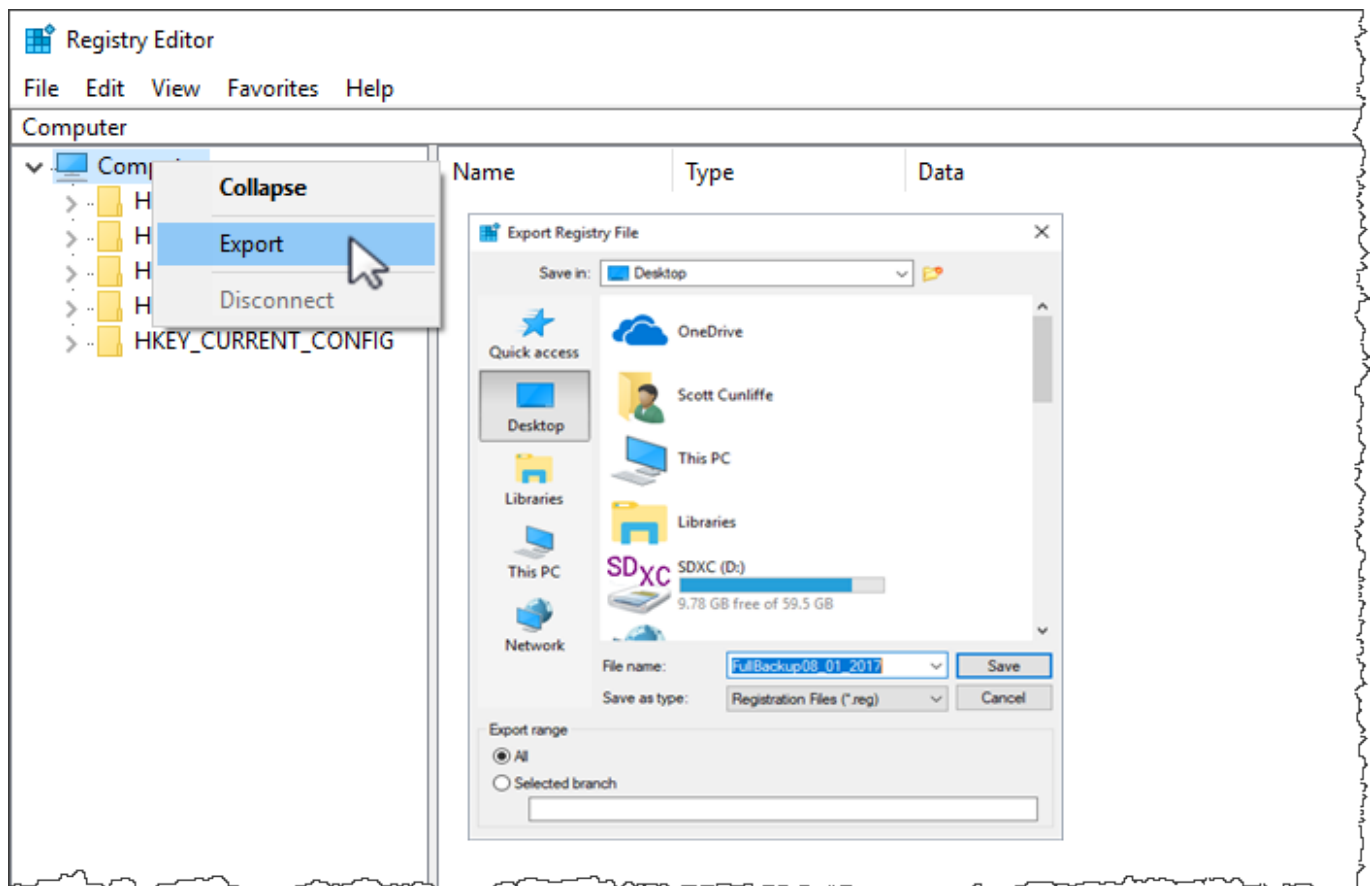 Registry Editor
File Edit View Favorites Help
Computer
Collapse
Export
Disconnect
H
H
H
H
HKEY_CURRENT_CONFIG
Name Type Data
Export Registry File
Save in: Desktop
Quick access
Desktop
Libraries
This PC
Network
OneDrive
Scott Cunliffe
This PC
Libraries
SDXC SDXC (D:)
9.78 GB free of 59.5 GB
File name: FullBackup08_01_2017 Save
Save as type: Registration Files (*.reg) Cancel
Export range
All
Selected branch